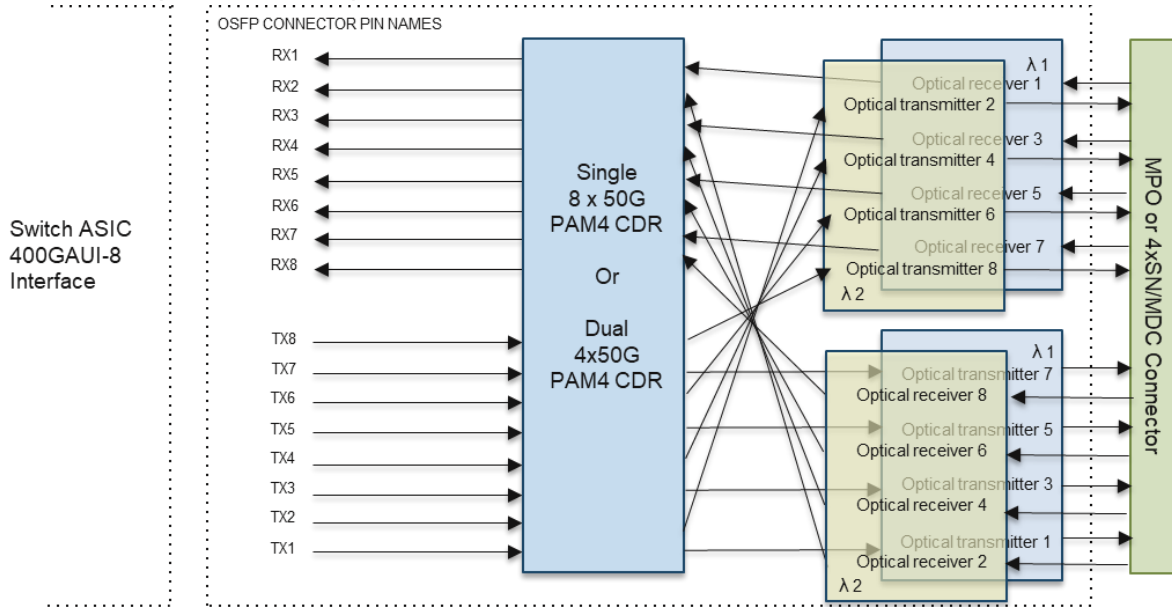 OSFP CONNECTOR PIN NAMES
RX1
RX2
RX3
RX4
RX5
RX6
RX7
RX8
TX8
TX7
TX6
TX5
TX4
TX3
TX2
TX1
Switch ASIC
400GAUI-8
Interface
Single
8 x 50G
PAM4 CDR
Or
Dual
4x50G
PAM4 CDR
λ 1
Optical receiver 1
Optical transmitter 2
Optical receiver 3
Optical transmitter 4
Optical receiver 5
Optical transmitter 6
Optical receiver 7
Optical transmitter 8
λ 2
λ 1
Optical transmitter 7
Optical receiver 8
Optical transmitter 5
Optical receiver 6
Optical transmitter 3
Optical receiver 4
Optical transmitter 1
Optical receiver 2
λ 2
MPO or 4xSN/MDC Connector